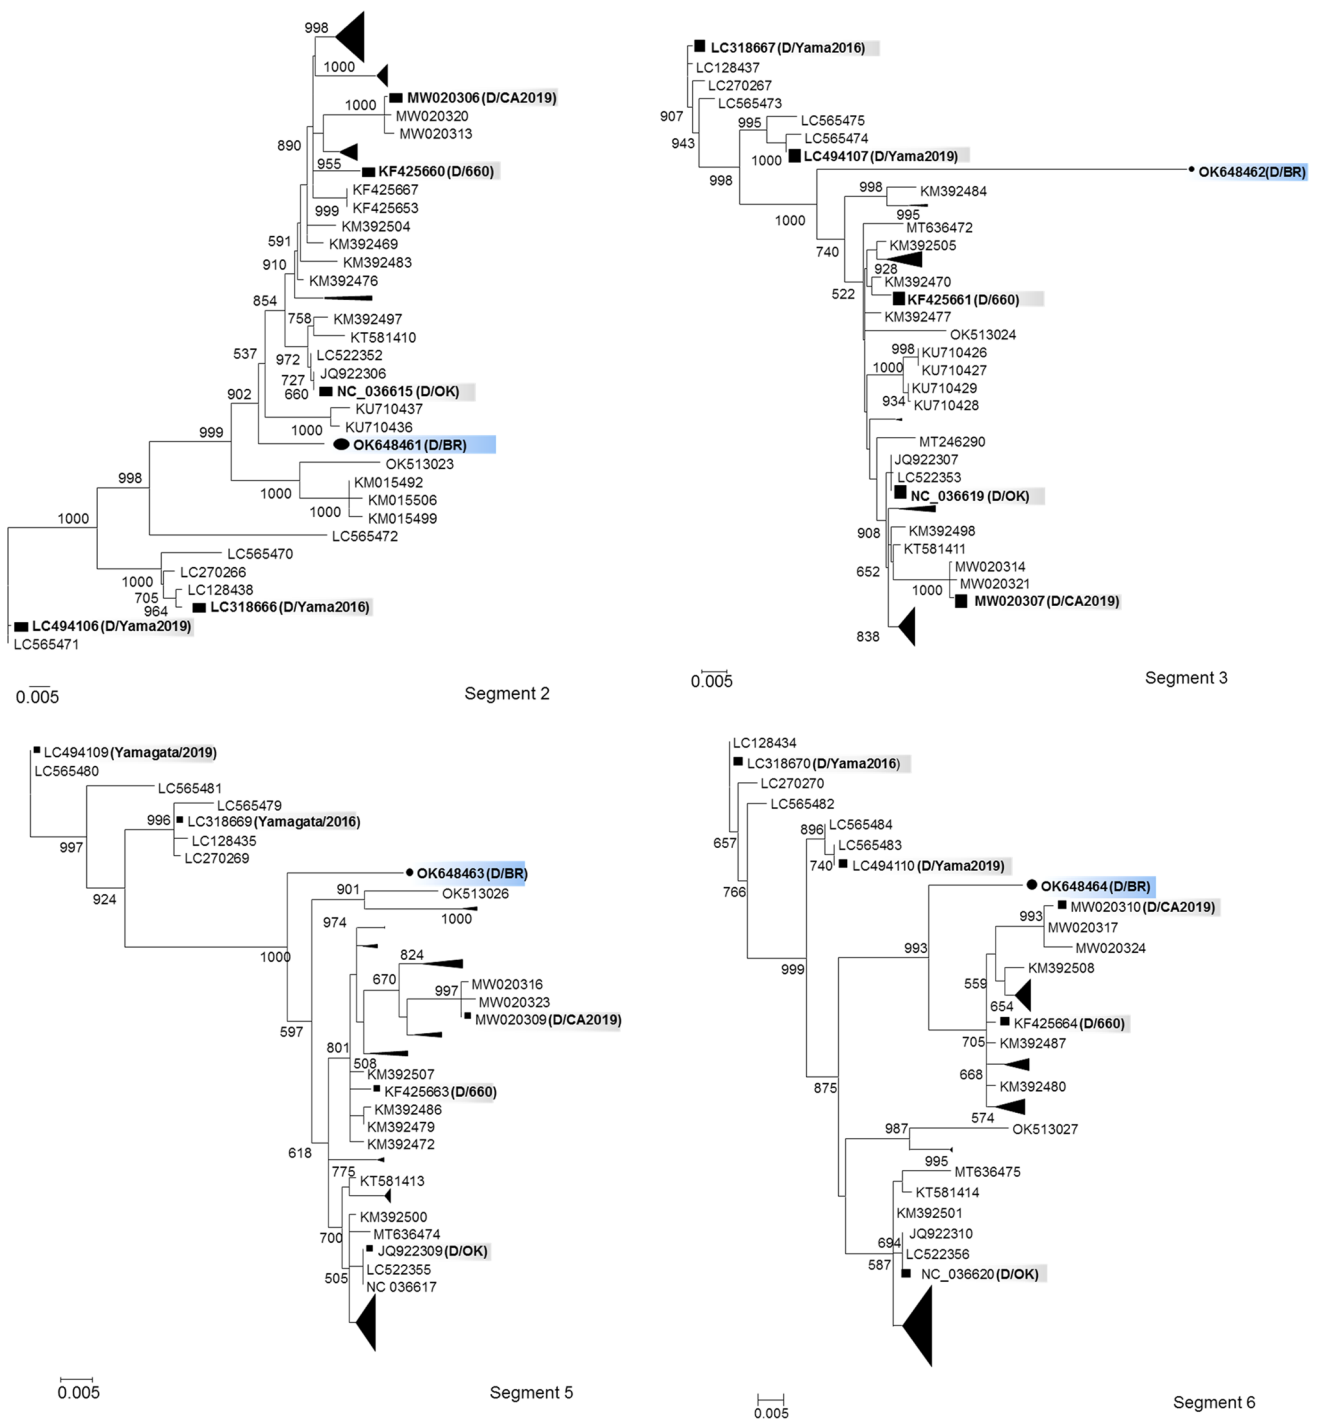 998
1000
MW020306(D/CA2019)
1000
MW020320
MW020313
890
955
KF425660(D/660)
KF425667
999
KF425653
KM392504
591
KM392469
910
KM392483
KM392476
854
758
KM392497
KT581410
537
972
LC522352
727
JQ922306
660
NC_036615(D/OK)
902
KU710437
1000
KU710436
999
OK648461(D/BR)
OK513023
998
1000
KM015492
KM015506
1000
KM015499
1000
LC565472
LC565470
1000
LC270266
705
LC128438
964
LC318666(D/Yama2016)
LC494106(D/Yama2019)
LC565471
0.005
Segment 2
LC318667(D/Yama2016)
LC128437
LC270267
LC565473
907
995
LC565475
943
LC565474
1000
LC494107(D/Yama2019)
998
OK648462(D/BR)
998
KM392484
1000
995
MT636472
740
KM392505
928
KM392470
522
KF425661(D/660)
KM392477
OK513024
998
KU710426
1000
KU710427
KU710429
934
KU710428
MT246290
JQ922307
LC522353
NC_036619(D/OK)
908
KM392498
KT581411
652
MW020314
MW020321
1000
MW020307(D/CA2019)
838
0.005
Segment 3
LC494109(Yamagata/2019)
LC565480
LC565481
LC565479
996
LC318669(Yamagata/2016)
997
LC128435
LC270269
OK648463(D/BR)
924
901
OK513026
974
1000
1000
824
670
997
MW020316
MW020323
MW020309(D/CA2019)
597
801
508
KM392507
KF425663(D/660)
KM392486
KM392479
KM392472
618
775
KT581413
KM392500
700
MT636474
JQ922309(D/OK)
505
LC522355
NC 036617
0.005
Segment 5
LC128434
LC318670(D/Yama2016)
LC270270
LC565482
896
LC565484
657
LC565483
740
LC494110(D/Yama2019)
766
OK648464(D/BR)
MW020310(D/CA2019)
993
MW020317
993
MW020324
999
KM392508
559
654
KF425664(D/660)
705
KM392487
668
KM392480
875
574
987
OK513027
995
MT636475
KT581414
KM392501
694
JQ922310
587
LC522356
NC_036620(D/OK)
0.005
Segment 6